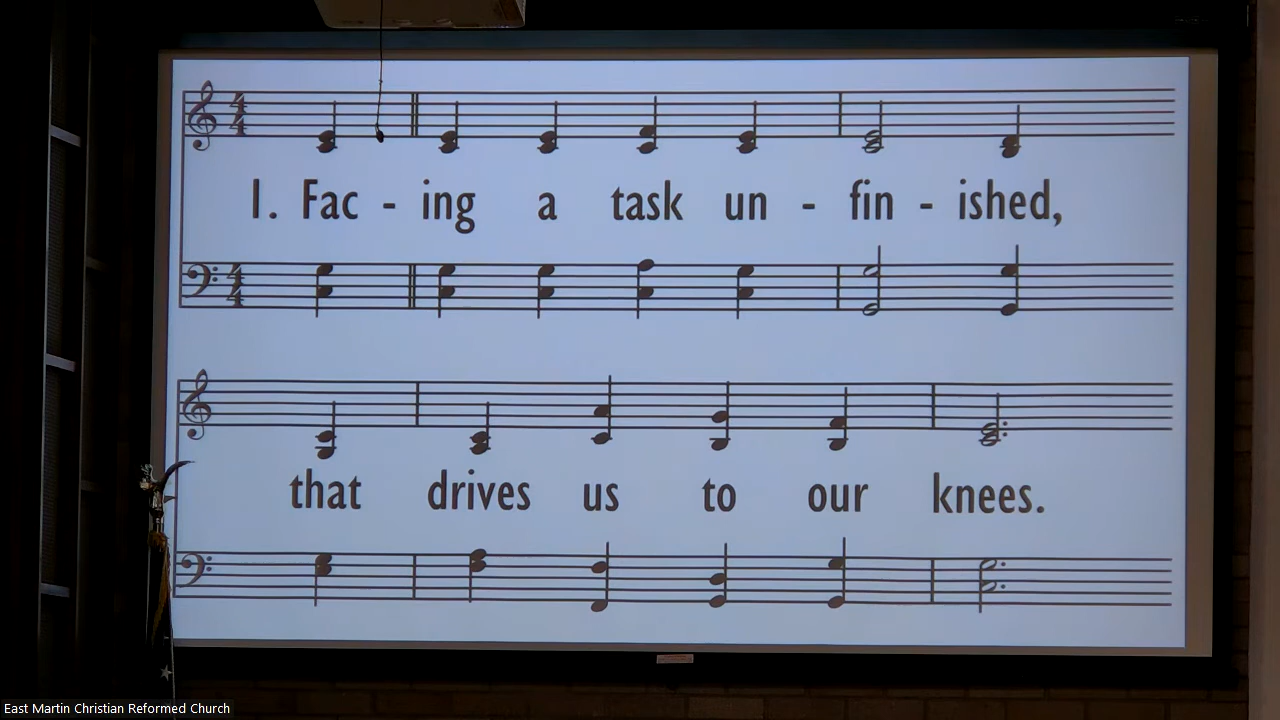 1. Fac - ing a task un - fin - ished,
that drives us to our knees.
East Martin Christian Reformed Church